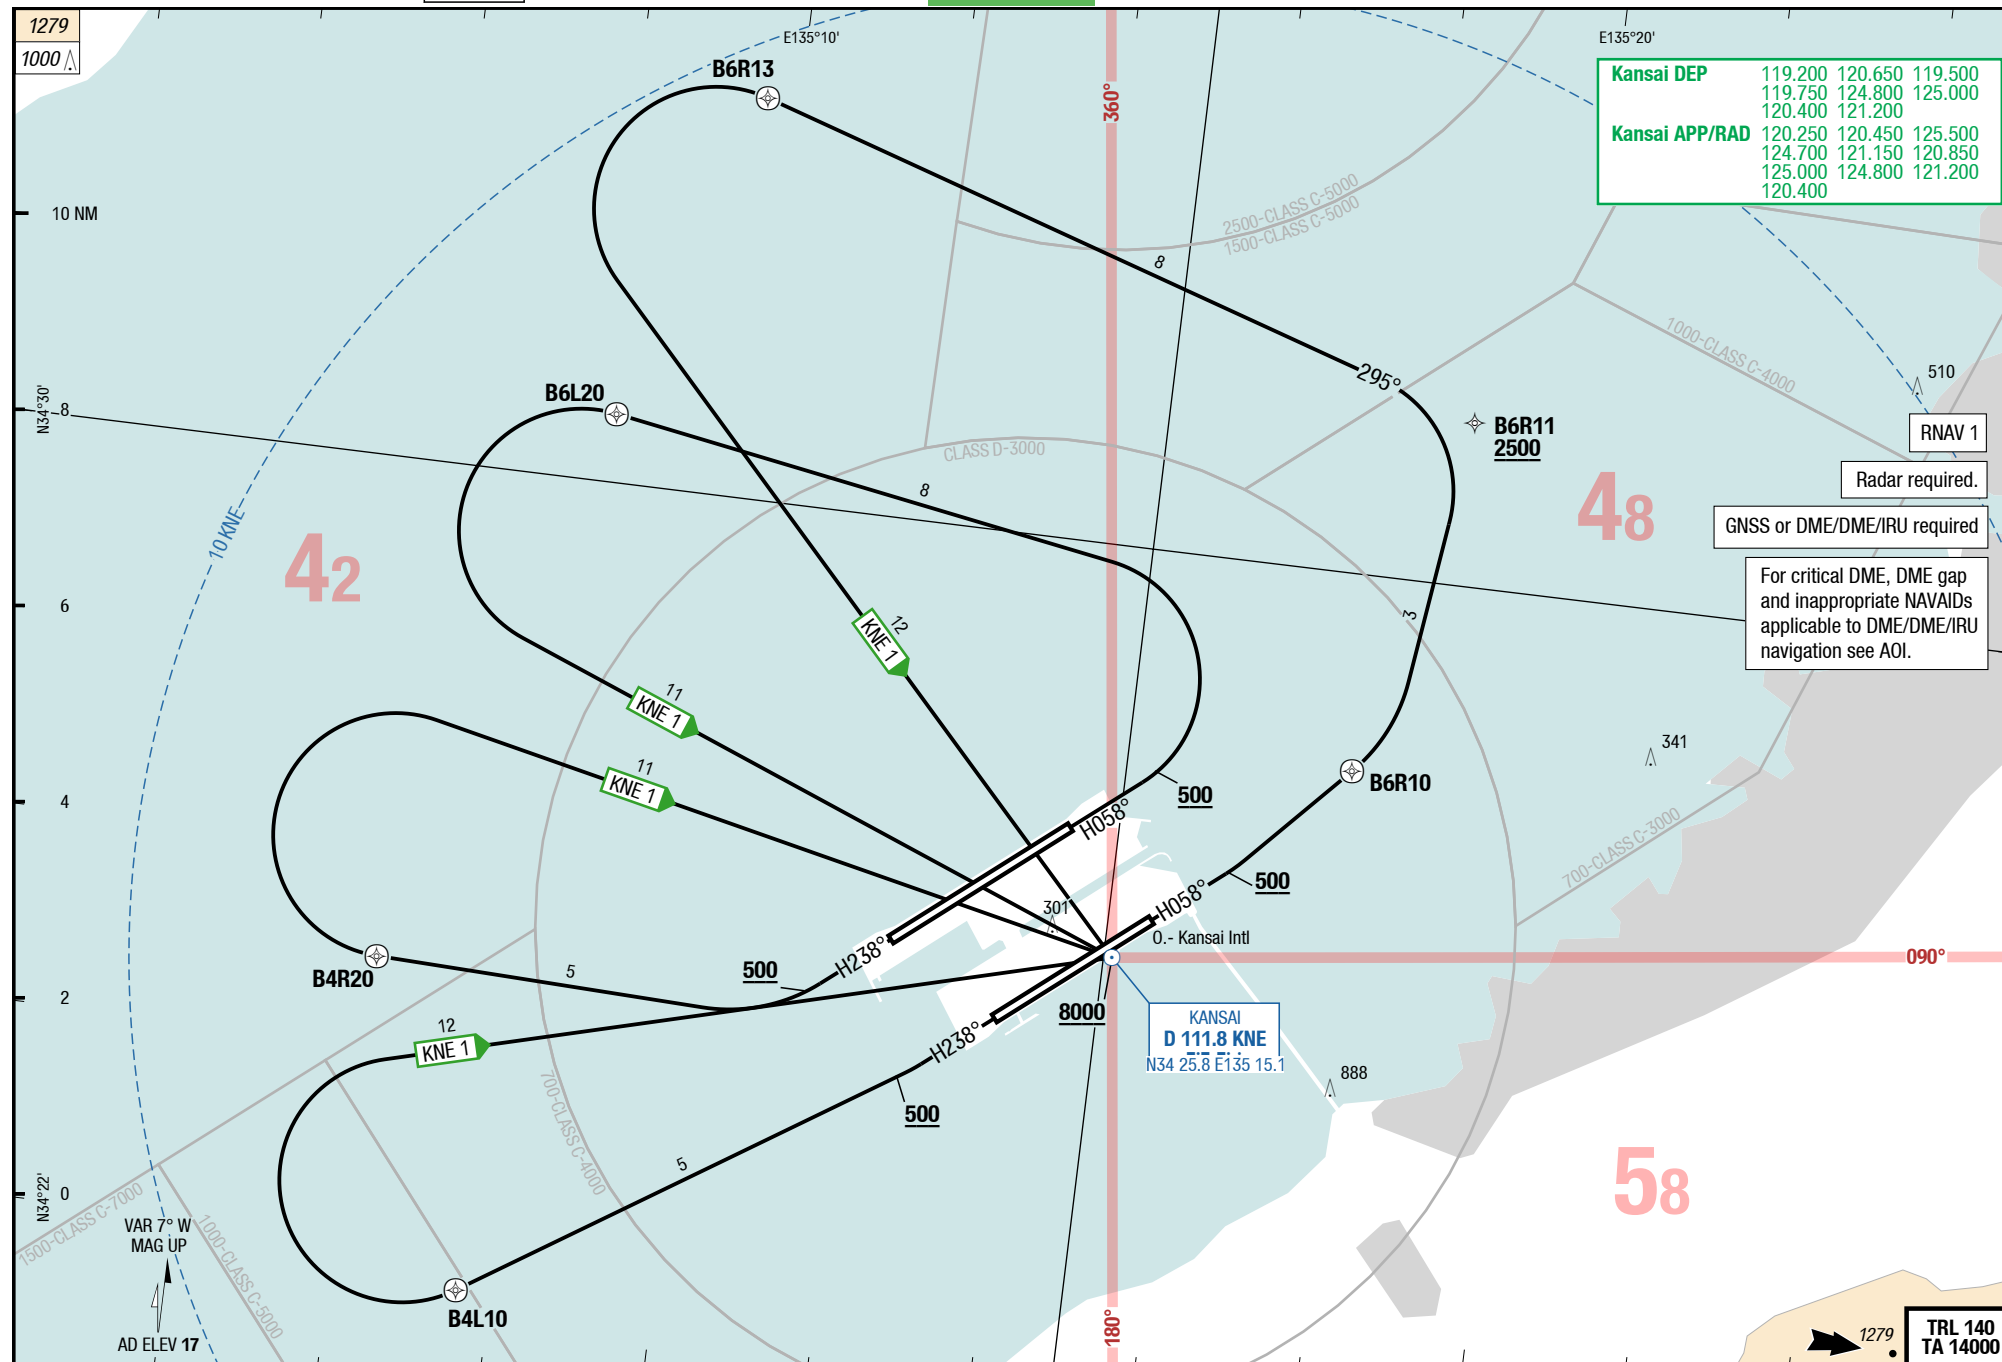 1279
1000
E135°10'
E135°20'
B6R13
360°
Kansai DEP 119.200 120.650 119.500
119.750 124.800 125.000
120.400 121.200
Kansai APP/RAD 120.250 120.450 125.500
124.700 121.150 120.850
125.000 124.800 121.200
120.400
10 NM
2500-CLASS C-5000
1500-CLASS C-5000
8
1000-CLASS C-4000
295°
510
N34°30'
8
B6L20
B6R11
2500
RNAV 1
CLASS D-3000
Radar required.
8
48
GNSS or DME/DME/IRU required
10 KNE
42
For critical DME, DME gap
and inappropriate NAVAIDs
applicable to DME/DME/IRU
navigation see AOI.
6
3
12
KNE 1
11
KNE 1
341
11
KNE 1
B6R10
4
500
H058°
700-CLASS C-3000
500
H058°
301
O.- Kansai Intl
H238°
090°
B4R20
5
500
2
8000
KANSAI
D 111.8 KNE
N34 25.8 E135 15.1
12
KNE 1
H238°
888
500
700-CLASS C-4000
5
58
N34°22'
0
1500-CLASS C-7000
1000-CLASS C-5000
VAR 7° W
MAG UP
B4L10
180°
AD ELEV 17
1279
TRL 140
TA 14000